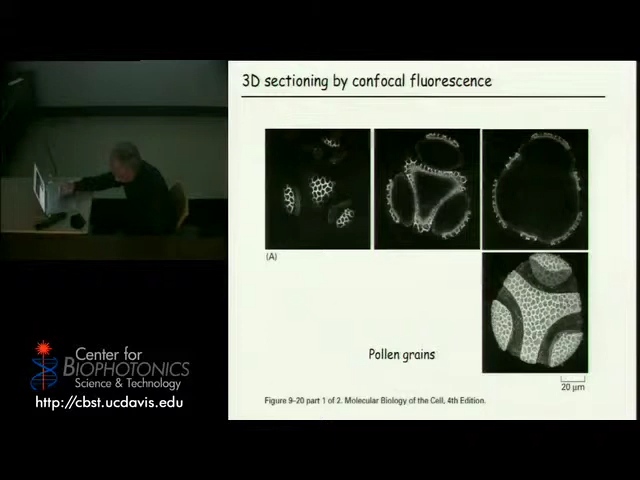 3D sectioning by confocal fluorescence
(A)
Pollen grains
20 µm
Figure 9-20 part 1 of 2. Molecular Biology of the Cell, 4th Edition.
Center for
BIOPHOTONICS
Science & Technology
http://cbst.ucdavis.edu